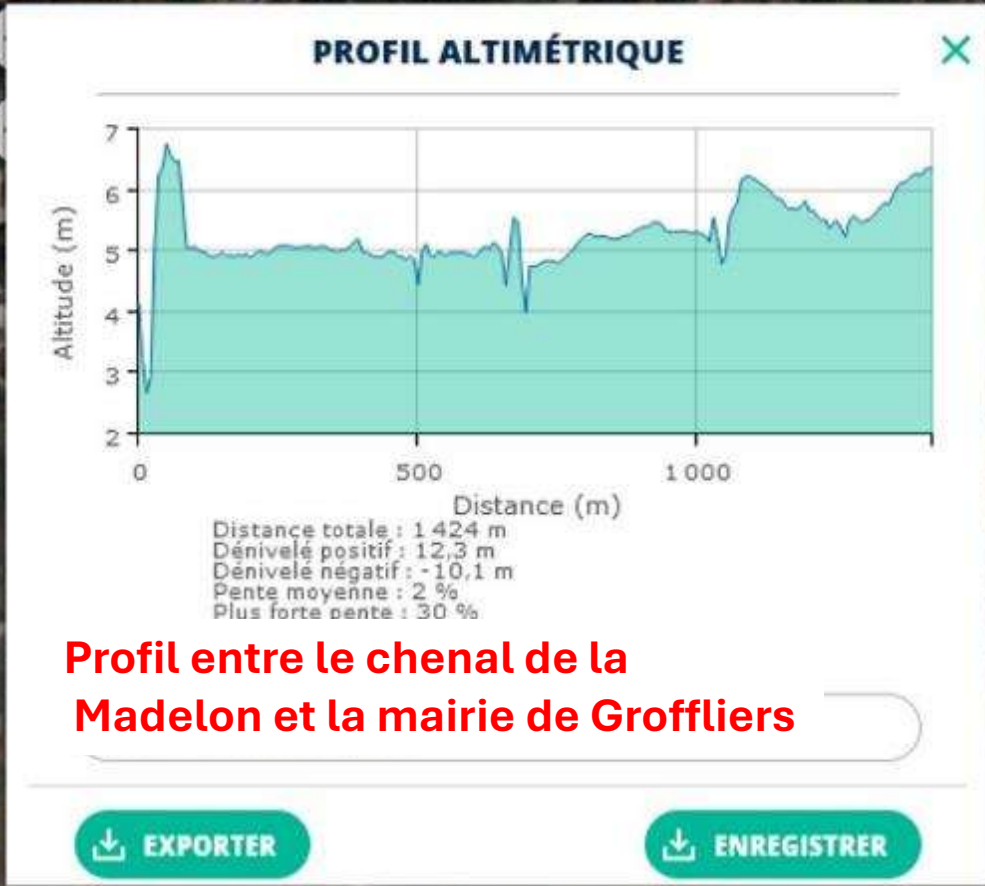 PROFIL ALTIMÉTRIQUE
7
6
5
4
3
2
Altitude (m)
0 500 1 000
Distance (m)
Distance totale : 1 424 m
Dénivelé positif : 12,3 m
Dénivelé négatif : -10,1 m
Pente moyenne : 2 %
Plus forte pente : 30 %
Profil entre le chenal de la
Madelon et la mairie de Groffliers
EXPORTER
ENREGISTRER